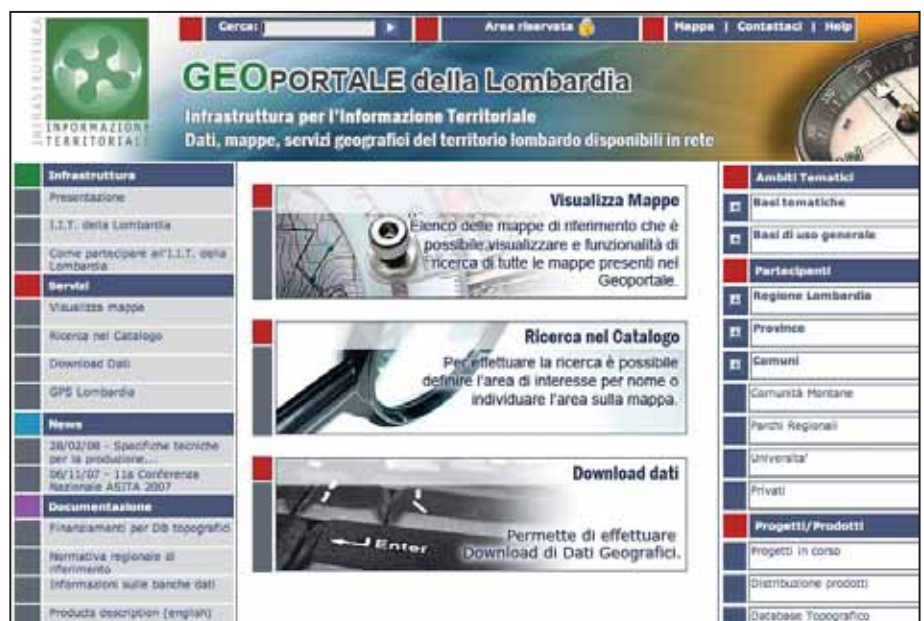 INFRASTRUTTURA
INFORMAZIONE
TERRITORIALE
Cerca:
Area riservata
Mappa | Contattaci | Help
GEOPORTALE della Lombardia
Infrastruttura per l'Informazione Territoriale
Dati, mappe, servizi geografici del territorio lombardo disponibili in rete
Infrastruttura
Presentazione
I.I.T. della Lombardia
Come partecipare all'I.I.T. della
Lombardia
Servizi
Visualizza mappe
Ricerca nel Catalogo
Download Dati
GPS Lombardia
News
28/02/08 - Specifiche tecniche
per la produzione...
06/11/07 - 11a Conferenza
Nazionale ASITA 2007
Documentazione
Finanziamenti per DB topografici
Normativa regionale di
riferimento
Informazioni sulle banche dati
Products description (english)
Visualizza Mappe
Elenco delle mappe di riferimento che è
possibile visualizzare e funzionalità di
ricerca di tutte le mappe presenti nel
Geoportale.
Ricerca nel Catalogo
Per effettuare la ricerca è possibile
definire l'area di interesse per nome o
individuare l'area sulla mappa.
Download dati
Enter
Permette di effettuare
Download di Dati Geografici.
Ambiti Tematici
Basi tematiche
Basi di uso generale
Partecipanti
Regione Lombardia
Province
Comuni
Comunità Montane
Parchi Regionali
Universita'
Privati
Progetti/Prodotti
Progetti in corso
Distribuzione prodotti
Database Topografico